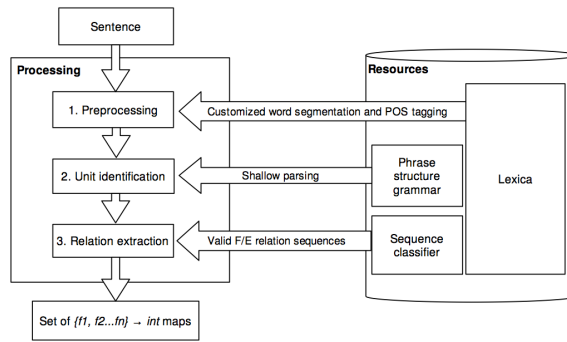 Sentence
Processing
Resources
1. Preprocessing
Customized word segmentation and POS tagging
2. Unit identification
Shallow parsing
Phrase
structure
grammar
Lexica
3. Relation extraction
Valid F/E relation sequences
Sequence
classifier
Set of {f1, f2...fn} → int maps